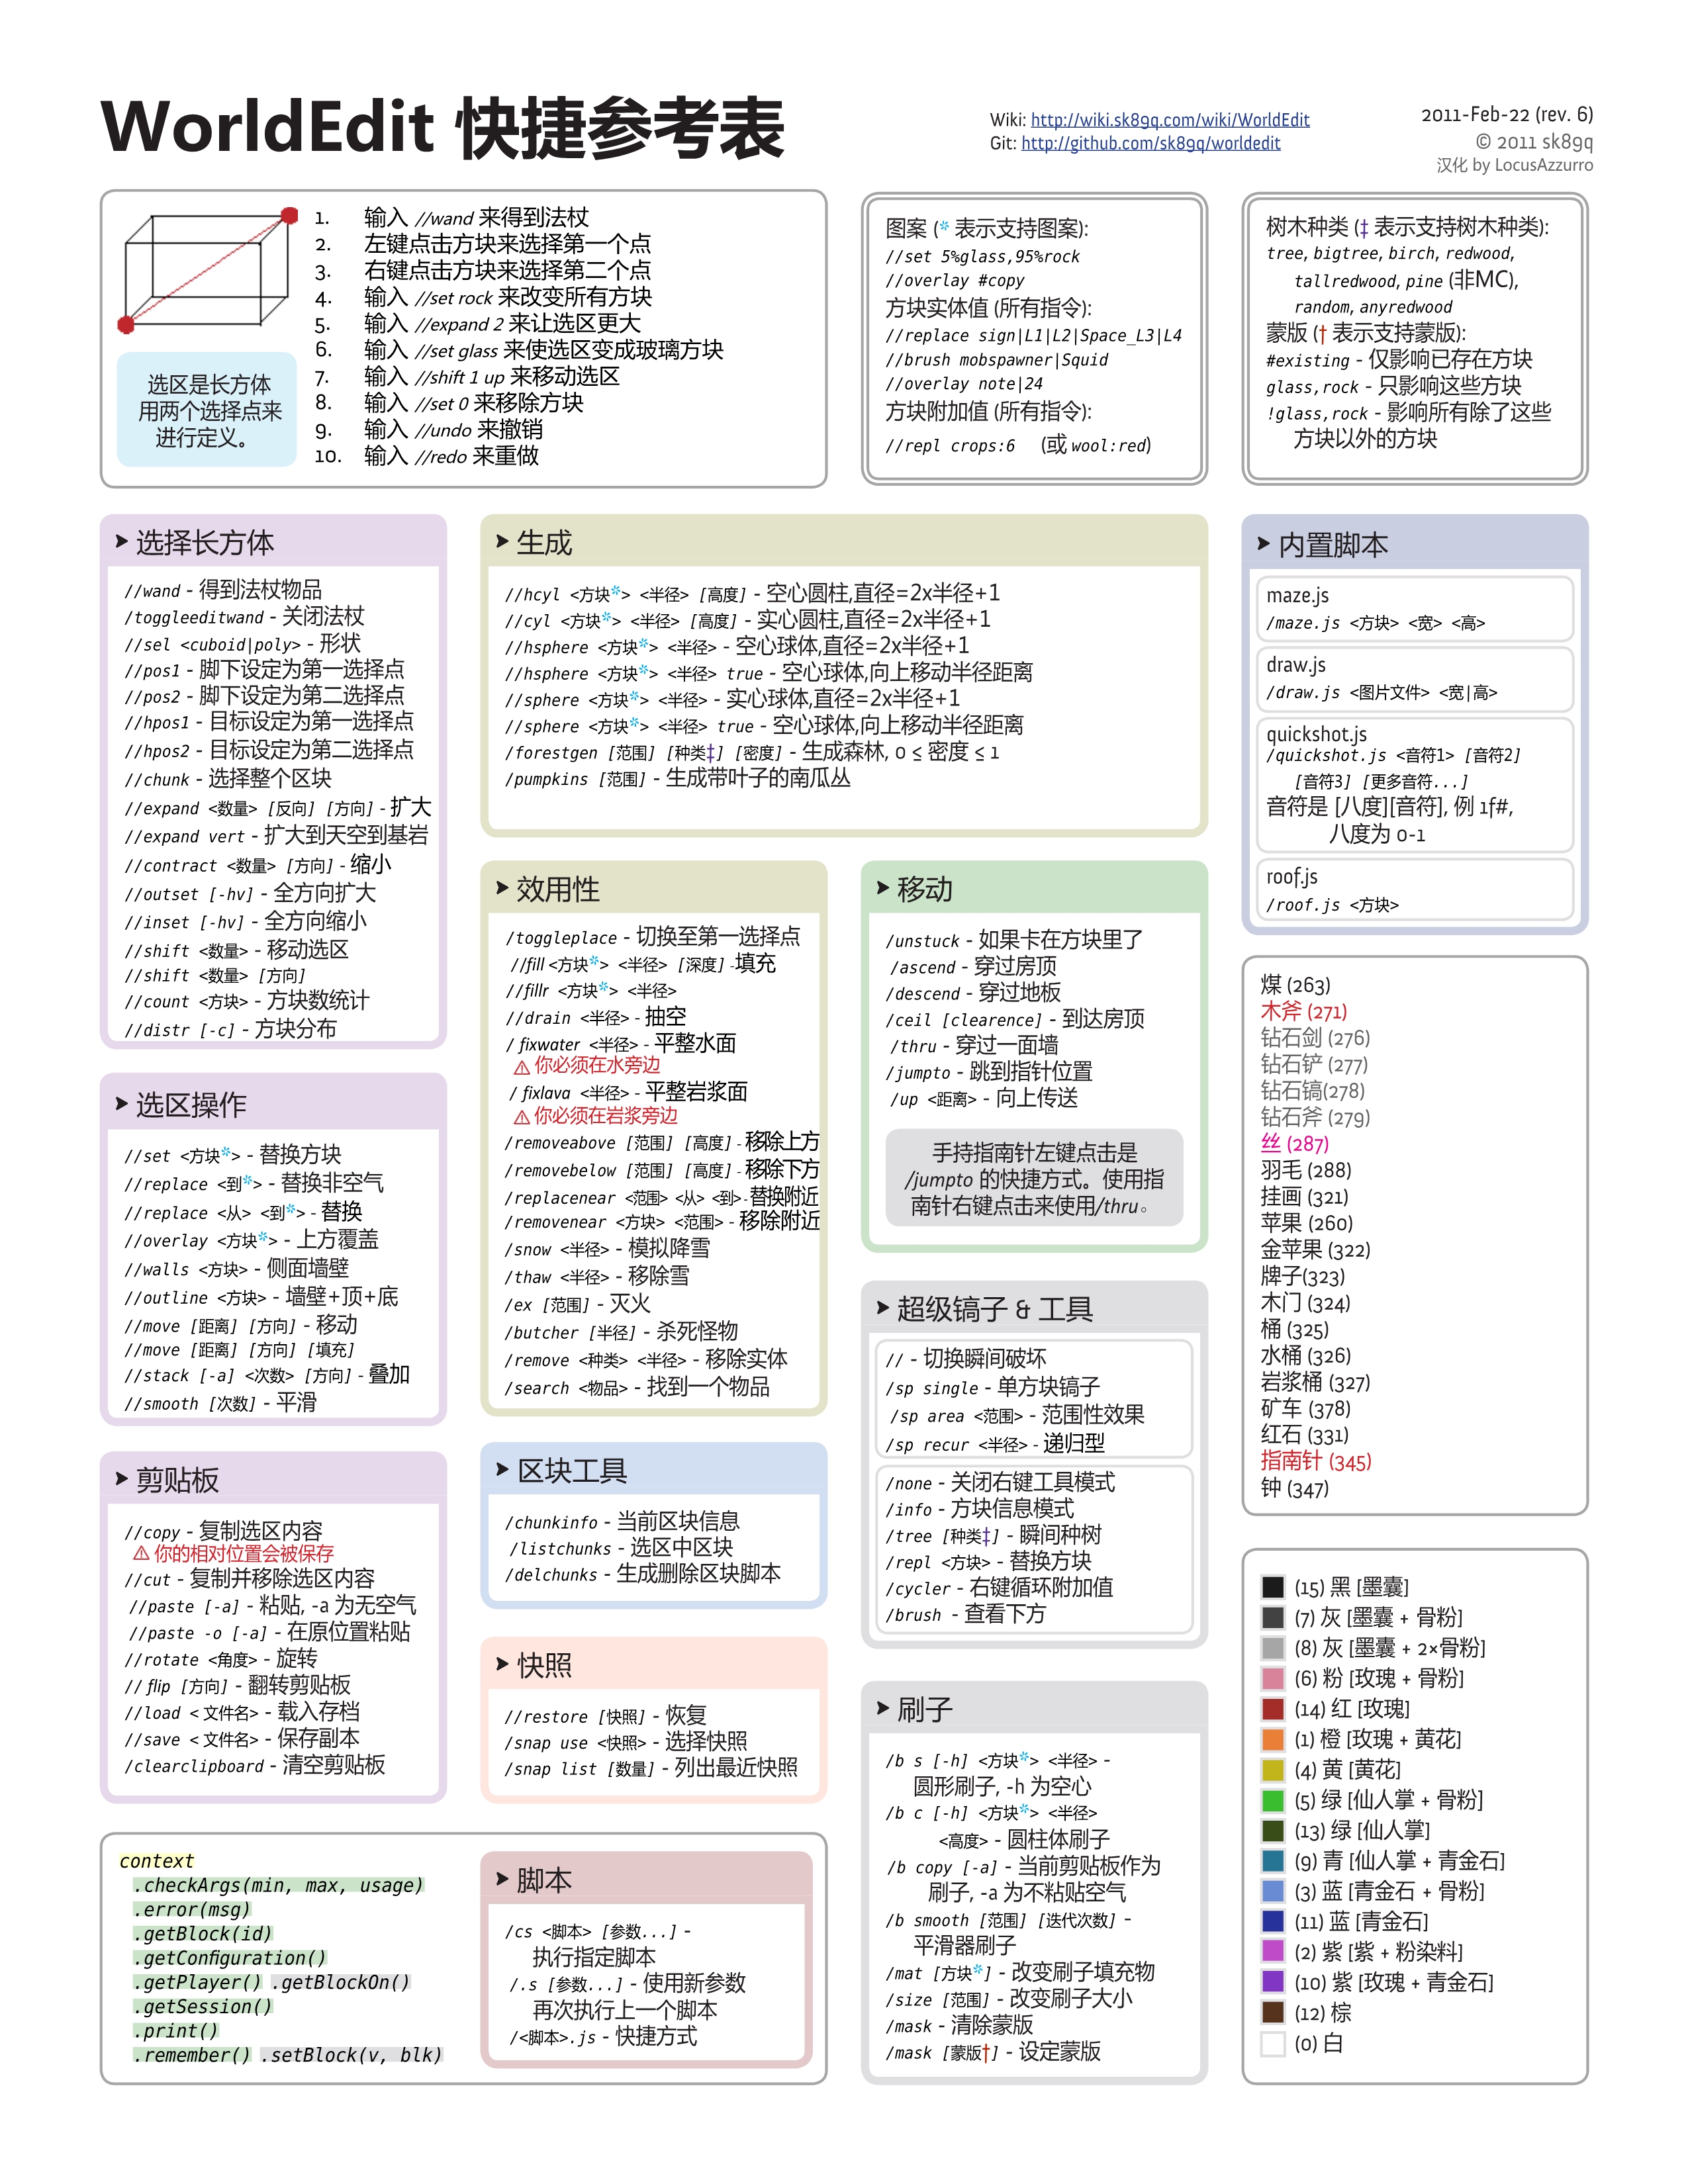 WorldEdit 快捷参考表
Wiki: http://wiki.sk89q.com/wiki/WorldEdit
Git: http://github.com/sk89q/worldedit
2011-Feb-22 (rev. 6)
© 2011 sk89q
汉化 by LocusAzzurro
选区是长方体
用两个选择点来
进行定义。
1. 输入 //wand 来得到法杖
2. 左键点击方块来选择第一个点
3. 右键点击方块来选择第二个点
4. 输入 //set rock 来改变所有方块
5. 输入 //expand 2 来让选区更大
6. 输入 //set glass 来使选区变成玻璃方块
7. 输入 //shift 1 up 来移动选区
8. 输入 //set 0 来移除方块
9. 输入 //undo 来撤销
10. 输入 //redo 来重做
图案 (* 表示支持图案):
//set 5%glass,95%rock
//overlay #copy
方块实体值 (所有指令):
//replace sign|L1|L2|Space_L3|L4
//brush mobspawner|Squid
//overlay note|24
方块附加值 (所有指令):
//repl crops:6 (或 wool:red)
树木种类 (‡ 表示支持树木种类):
tree, bigtree, birch, redwood,
tallredwood, pine (非MC),
random, anyredwood
蒙版 († 表示支持蒙版):
#existing - 仅影响已存在方块
glass,rock - 只影响这些方块
!glass,rock - 影响所有除了这些
方块以外的方块
➤ 选择长方体
//wand - 得到法杖物品
/toggleeditwand - 关闭法杖
//sel <cuboid|poly> - 形状
//pos1 - 脚下设定为第一选择点
//pos2 - 脚下设定为第二选择点
//hpos1 - 目标设定为第一选择点
//hpos2 - 目标设定为第二选择点
//chunk - 选择整个区块
//expand <数量> [反向] [方向] - 扩大
//expand vert - 扩大到天空到基岩
//contract <数量> [方向] - 缩小
//outset [-hv] - 全方向扩大
//inset [-hv] - 全方向缩小
//shift <数量> - 移动选区
//shift <数量> [方向]
//count <方块> - 方块数统计
//distr [-c] - 方块分布
➤ 选区操作
//set <方块*> - 替换方块
//replace <到*> - 替换非空气
//replace <从> <到*> - 替换
//overlay <方块*> - 上方覆盖
//walls <方块> - 侧面墙壁
//outline <方块> - 墙壁+顶+底
//move [距离] [方向] - 移动
//move [距离] [方向] [填充]
//stack [-a] <次数> [方向] - 叠加
//smooth [次数] - 平滑
➤ 剪贴板
//copy - 复制选区内容
⚠ 你的相对位置会被保存
//cut - 复制并移除选区内容
//paste [-a] - 粘贴, -a 为无空气
//paste -o [-a] - 在原位置粘贴
//rotate <角度> - 旋转
// flip [方向] - 翻转剪贴板
//load < 文件名> - 载入存档
//save < 文件名> - 保存副本
/clearclipboard - 清空剪贴板
➤ 生成
//hcyl <方块*> <半径> [高度] - 空心圆柱,直径=2x半径+1
//cyl <方块*> <半径> [高度] - 实心圆柱,直径=2x半径+1
//hsphere <方块*> <半径> - 空心球体,直径=2x半径+1
//hsphere <方块*> <半径> true - 空心球体,向上移动半径距离
//sphere <方块*> <半径> - 实心球体,直径=2x半径+1
//sphere <方块*> <半径> true - 空心球体,向上移动半径距离
/forestgen [范围] [种类‡] [密度] - 生成森林, 0 ≤ 密度 ≤ 1
/pumpkins [范围] - 生成带叶子的南瓜丛
➤ 效用性
/toggleplace - 切换至第一选择点
//fill <方块*> <半径> [深度] -填充
//fillr <方块*> <半径>
//drain <半径> - 抽空
/ fixwater <半径> - 平整水面
⚠ 你必须在水旁边
/ fixlava <半径> - 平整岩浆面
⚠ 你必须在岩浆旁边
/removeabove [范围] [高度] - 移除上方
/removebelow [范围] [高度] - 移除下方
/replacenear <范围> <从> <到>-替换附近
/removenear <方块> <范围> - 移除附近
/snow <半径> - 模拟降雪
/thaw <半径> - 移除雪
/ex [范围] - 灭火
/butcher [半径] - 杀死怪物
/remove <种类> <半径> - 移除实体
/search <物品> - 找到一个物品
➤ 区块工具
/chunkinfo - 当前区块信息
/listchunks - 选区中区块
/delchunks - 生成删除区块脚本
➤ 快照
//restore [快照] - 恢复
/snap use <快照> - 选择快照
/snap list [数量] - 列出最近快照
context
.checkArgs(min, max, usage)
.error(msg)
.getBlock(id)
.getConfiguration()
.getPlayer() .getBlockOn()
.getSession()
.print()
.remember() .setBlock(v, blk)
➤ 脚本
/cs <脚本> [参数...] -
执行指定脚本
/.s [参数...] - 使用新参数
再次执行上一个脚本
/<脚本>.js - 快捷方式
➤ 移动
/unstuck - 如果卡在方块里了
/ascend - 穿过房顶
/descend - 穿过地板
/ceil [clearence] - 到达房顶
/thru - 穿过一面墙
/jumpto - 跳到指针位置
/up <距离> - 向上传送
手持指南针左键点击是
/jumpto 的快捷方式。使用指
南针右键点击来使用/thru。
➤ 超级镐子 & 工具
// - 切换瞬间破坏
/sp single - 单方块镐子
/sp area <范围> - 范围性效果
/sp recur <半径> - 递归型
/none - 关闭右键工具模式
/info - 方块信息模式
/tree [种类‡] - 瞬间种树
/repl <方块> - 替换方块
/cycler - 右键循环附加值
/brush - 查看下方
➤ 刷子
/b s [-h] <方块*> <半径> -
圆形刷子, -h 为空心
/b c [-h] <方块*> <半径>
<高度> - 圆柱体刷子
/b copy [-a] - 当前剪贴板作为
刷子, -a 为不粘贴空气
/b smooth [范围] [迭代次数] -
平滑器刷子
/mat [方块*] - 改变刷子填充物
/size [范围] - 改变刷子大小
/mask - 清除蒙版
/mask [蒙版†] - 设定蒙版
➤ 内置脚本
maze.js
/maze.js <方块> <宽> <高>
draw.js
/draw.js <图片文件> <宽|高>
quickshot.js
/quickshot.js <音符1> [音符2]
[音符3] [更多音符...]
音符是 [八度][音符], 例 1f#,
八度为 0-1
roof.js
/roof.js <方块>
煤 (263)
木斧 (271)
钻石剑 (276)
钻石铲 (277)
钻石镐(278)
钻石斧 (279)
丝 (287)
羽毛 (288)
挂画 (321)
苹果 (260)
金苹果 (322)
牌子(323)
木门 (324)
桶 (325)
水桶 (326)
岩浆桶 (327)
矿车 (378)
红石 (331)
指南针 (345)
钟 (347)
(15) 黑 [墨囊]
(7) 灰 [墨囊 + 骨粉]
(8) 灰 [墨囊 + 2×骨粉]
(6) 粉 [玫瑰 + 骨粉]
(14) 红 [玫瑰]
(1) 橙 [玫瑰 + 黄花]
(4) 黄 [黄花]
(5) 绿 [仙人掌 + 骨粉]
(13) 绿 [仙人掌]
(9) 青 [仙人掌 + 青金石]
(3) 蓝 [青金石 + 骨粉]
(11) 蓝 [青金石]
(2) 紫 [紫 + 粉染料]
(10) 紫 [玫瑰 + 青金石]
(12) 棕
(0) 白